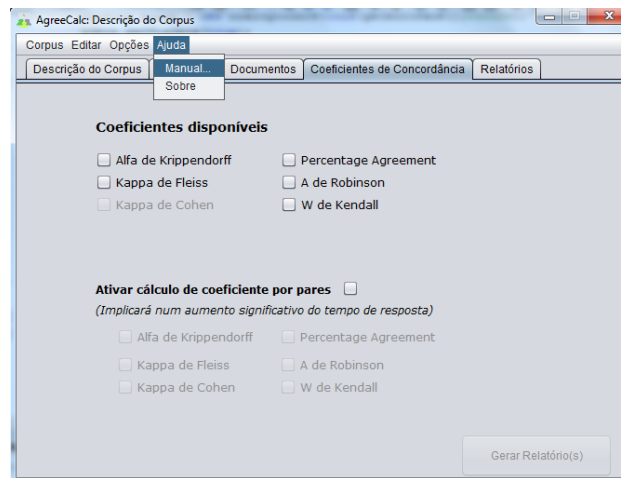 AgreeCalc: Descrição do Corpus
Corpus Editar Opções Ajuda
Descrição do Corpus Manual... Documentos Coeficientes de Concordância Relatórios
Sobre
Coeficientes disponíveis
Alfa de Krippendorff Percentage Agreement
Kappa de Fleiss A de Robinson
Kappa de Cohen W de Kendall
Ativar cálculo de coeficiente por pares
(Implicará num aumento significativo do tempo de resposta)
Alfa de Krippendorff Percentage Agreement
Kappa de Fleiss A de Robinson
Kappa de Cohen W de Kendall
Gerar Relatório(s)